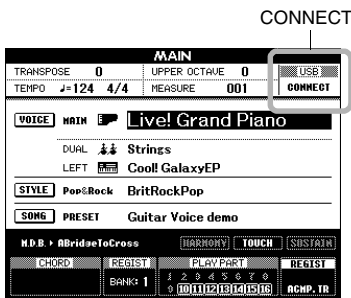 CONNECT
MAIN
TRANSPOSE 0 UPPER OCTAVE 0 USB
TEMPO ♩=124 4/4 MEASURE 001 CONNECT
VOICE MAIN Live! Grand Piano
DUAL Strings
LEFT Cool! GalaxyEP
STYLE Pop&Rock BritRockPop
SONG PRESET Guitar Voice demo
M.D.B. ▸ ABridgeToCross HARMONY TOUCH SUSTAIN
CHORD REGIST PLAY PART REGIST
BANK: 1 1 2 3 4 5 6 7 8
9 10 11 12 13 14 15 16 ACMP.TR